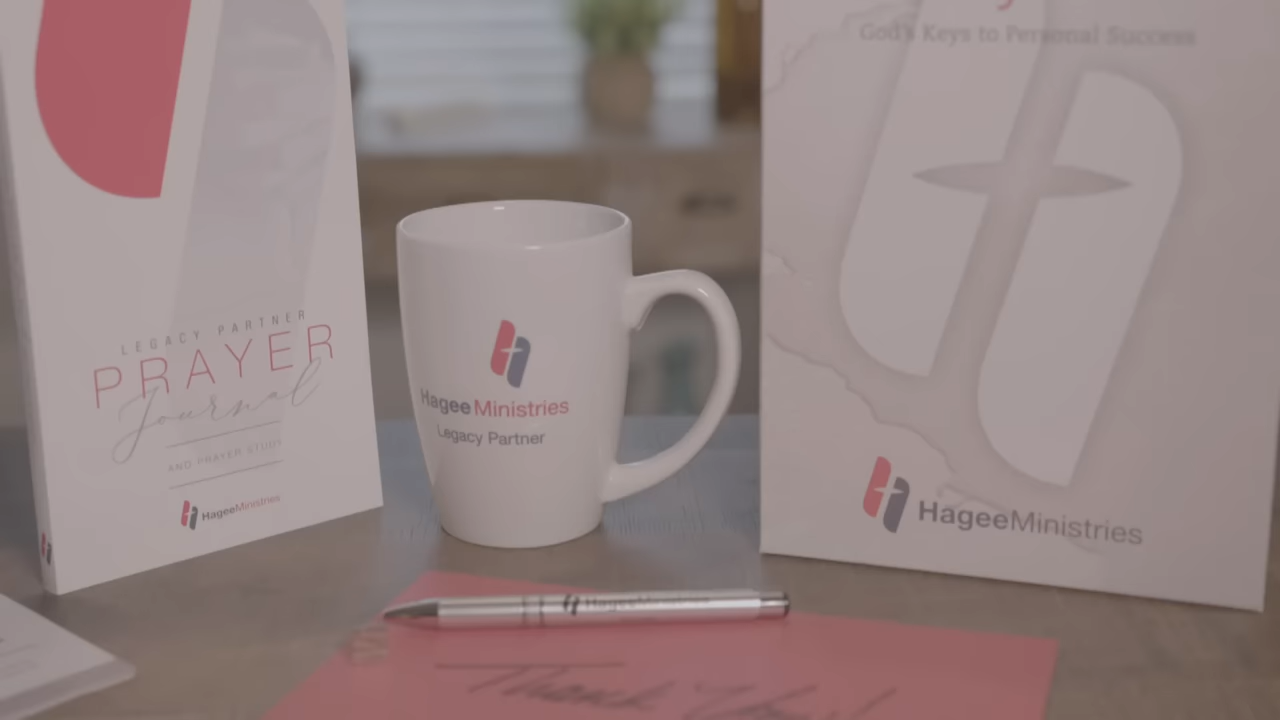 LEGACY PARTNER
PRAYER
Journal
AND PRAYER STUDY
HageeMinistries
Hagee Ministries
Legacy Partner
God's Keys to Personal Success
HageeMinistries
HageeMinistries
Thank You!